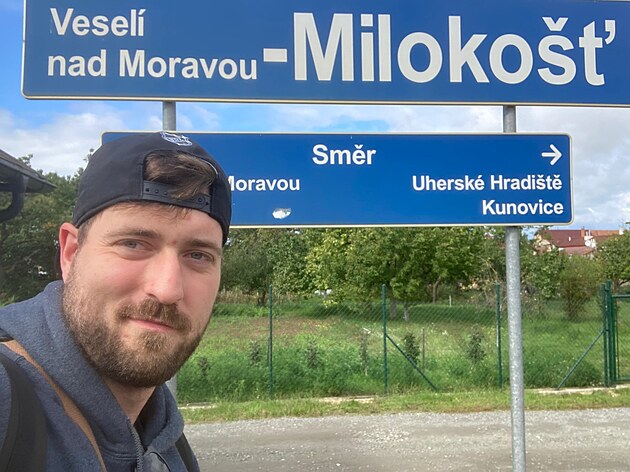 Veselí
nad Moravou -Milokošť
Směr →
Moravou Uherské Hradiště
Kunovice